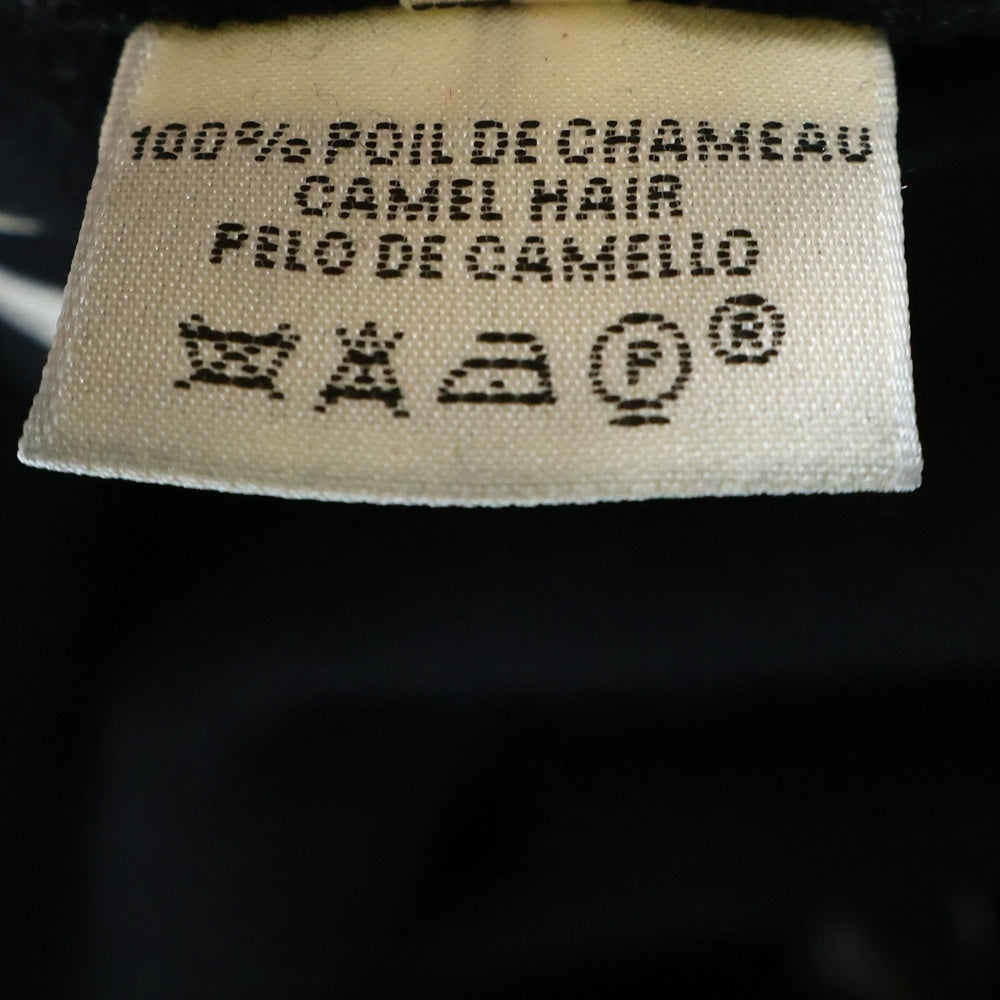 100% POIL DE CHAMEAU
CAMEL HAIR
PELO DE CAMELLO
A P ®